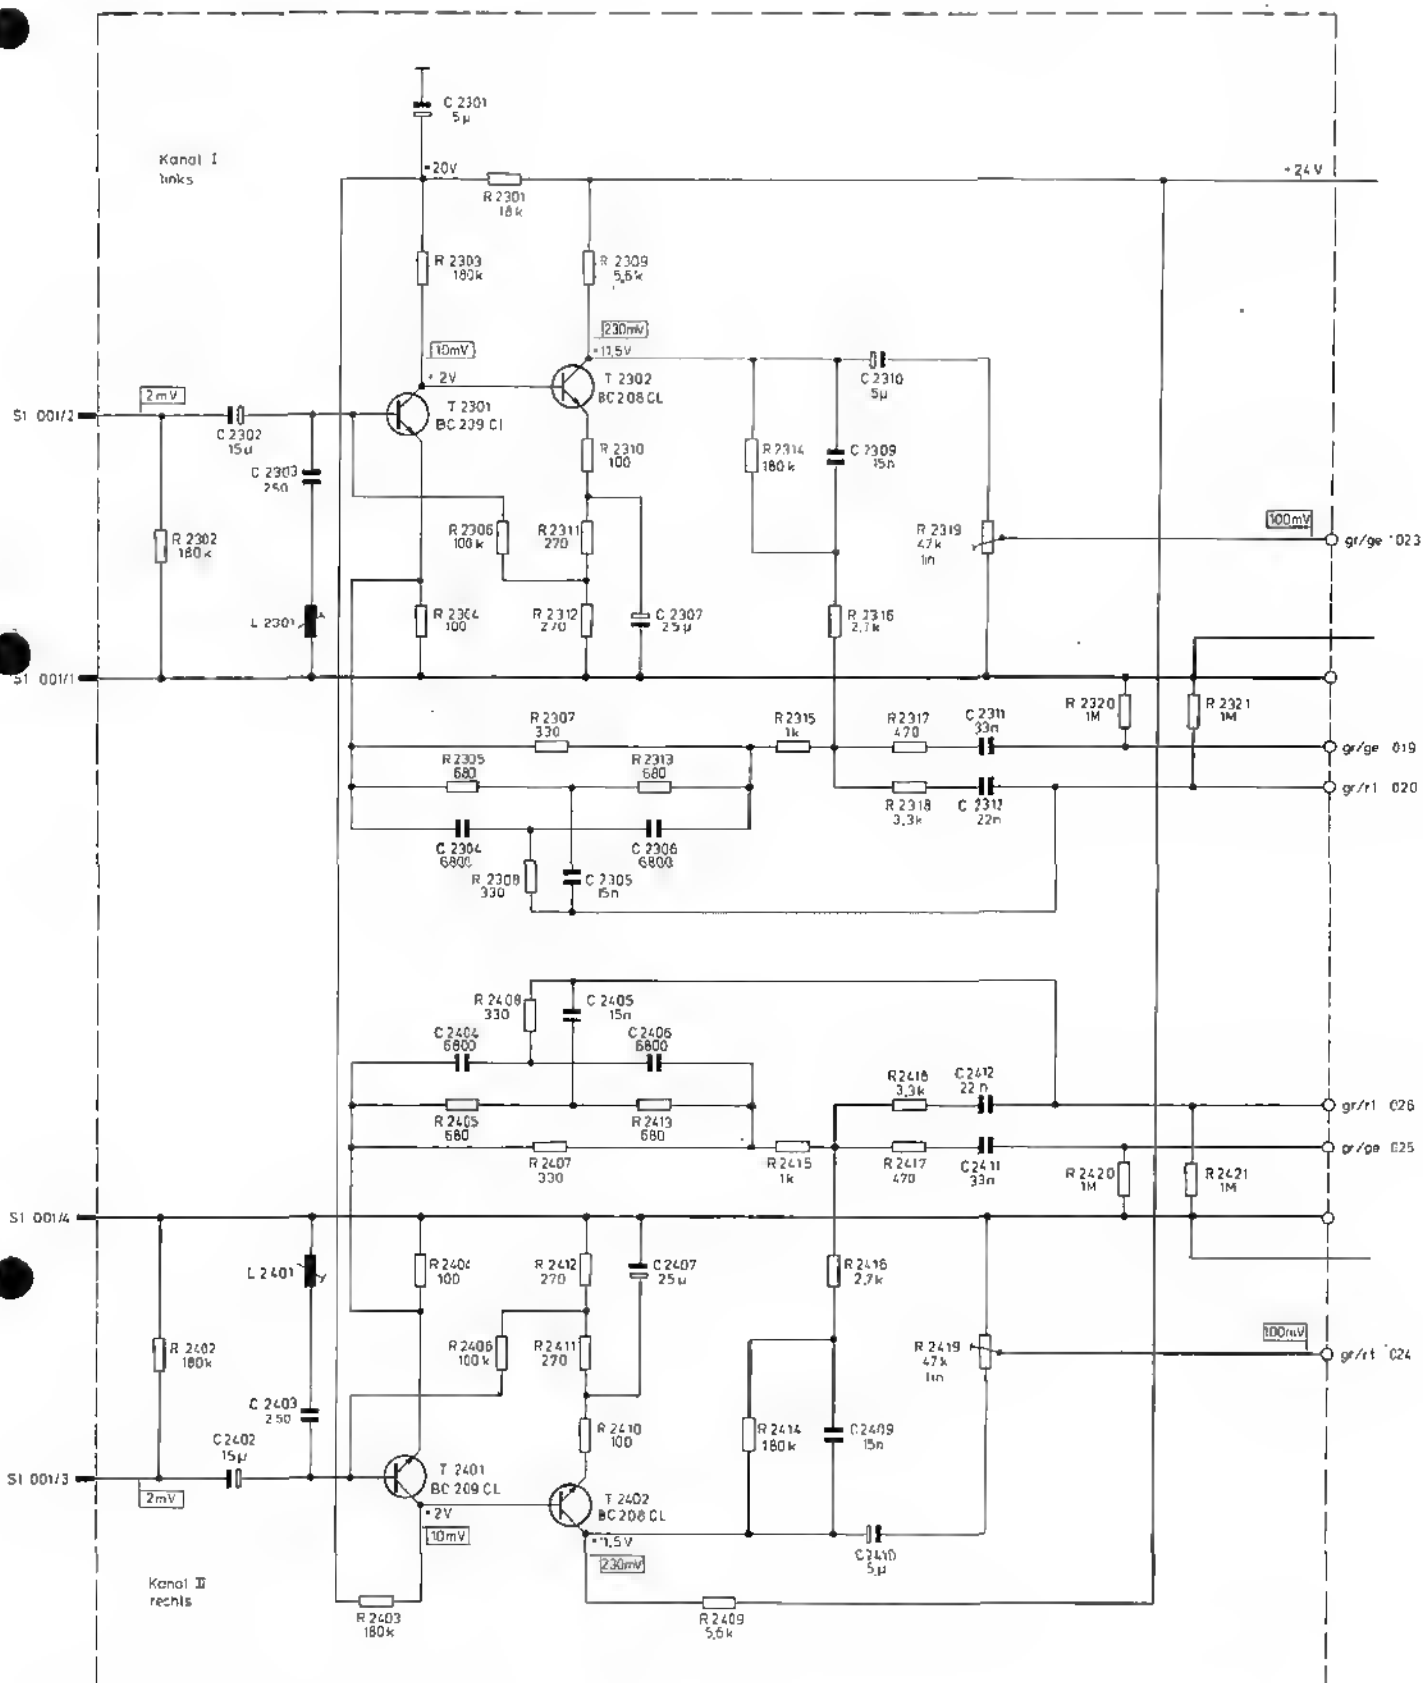 C 2301
5µ
Kanal I
links
+20V
+24V
R 2301
18k
R 2303
180k
R 2309
5,6k
230mV
+11,5V
10mV
+2V
C 2310
5µ
T 2302
BC 208 CL
2mV
T 2301
S1 001/2
C 2302
15µ
R 2310
100
R 2314
180k
C 2309
15n
C 2303
250
R 2302
180k
R 2306
100k
R 2311
270
R 2319
47k
lin
100mV
gr/ge 023
L 2301
R 2304
100
R 2312
270
C 2307
25µ
R 2316
2,7k
S1 001/1
R 2320
1M
R 2321
1M
R 2307
330
R 2315
1k
R 2317
470
C 2311
33n
gr/ge 019
R 2305
680
R 2313
680
gr/rt 020
R 2318
3,3k
C 2312
22n
C 2304
6800
C 2306
6800
R 2308
330
C 2305
15n
R 2408
330
C 2405
15n
C 2404
6800
C 2406
6800
R 2418
3,3k
C 2412
22n
gr/rt 026
R 2405
680
R 2413
680
gr/ge 025
R 2407
330
R 2415
1k
R 2417
470
C 2411
33n
R 2420
1M
R 2421
1M
S1 001/4
L 2401
R 2404
100
R 2412
270
C 2407
25µ
R 2416
2,7k
R 2402
180k
R 2406
100k
R 2411
270
R 2419
47k
lin
100mV
gr/rt 024
C 2403
250
C 2402
15µ
R 2410
100
R 2414
180k
C 2409
15n
S1 001/3
T 2401
BC 209 CL
2mV
+2V
10mV
T 2402
BC 208 CL
230mV
C 2410
5µ
Kanal II
rechts
R 2403
180k
R 2409
5,6k